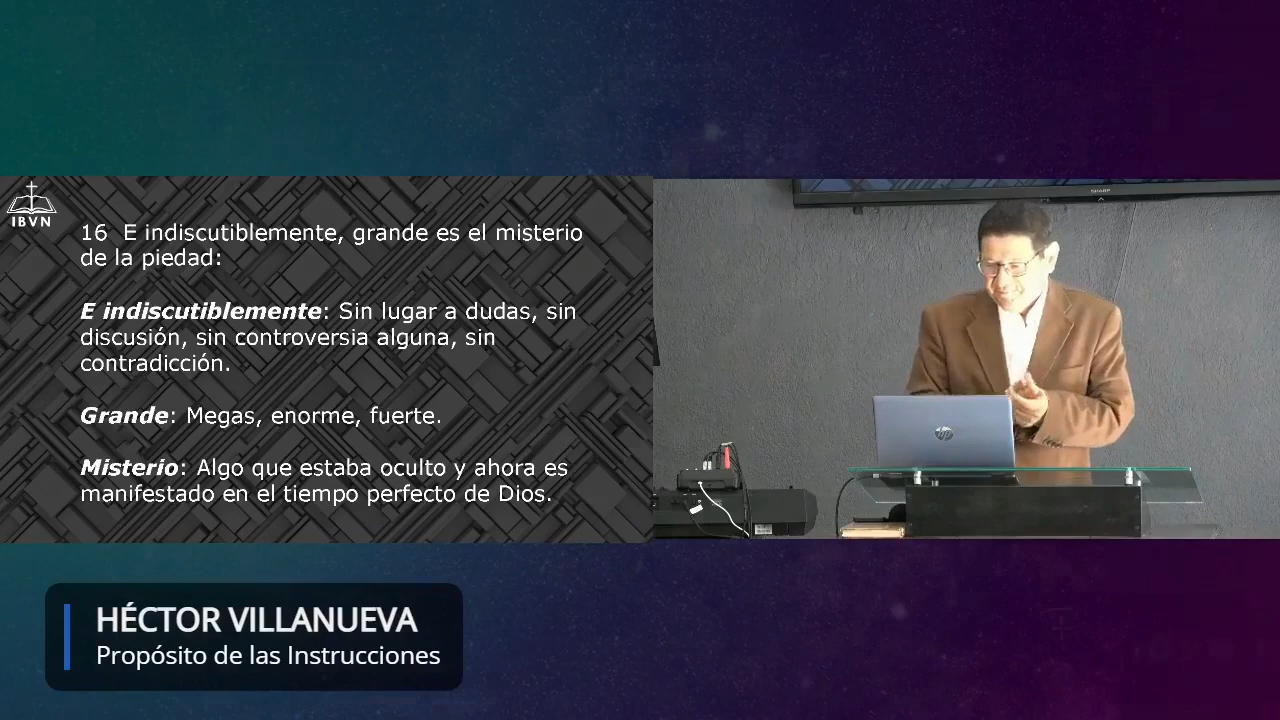 IBVN
16 E indiscutiblemente, grande es el misterio
de la piedad:
E indiscutiblemente: Sin lugar a dudas, sin
discusión, sin controversia alguna, sin
contradicción.
Grande: Megas, enorme, fuerte.
Misterio: Algo que estaba oculto y ahora es
manifestado en el tiempo perfecto de Dios.
SHARP
hp
HÉCTOR VILLANUEVA
Propósito de las Instrucciones